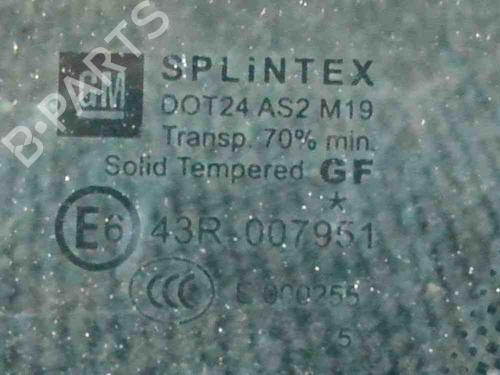 B-PARTS
GM
SPLiNTEX
DOT24 AS2 M19
Transp. 70% min.
Solid Tempered GF
*
E6 43R-007951
CCC E 000255
5